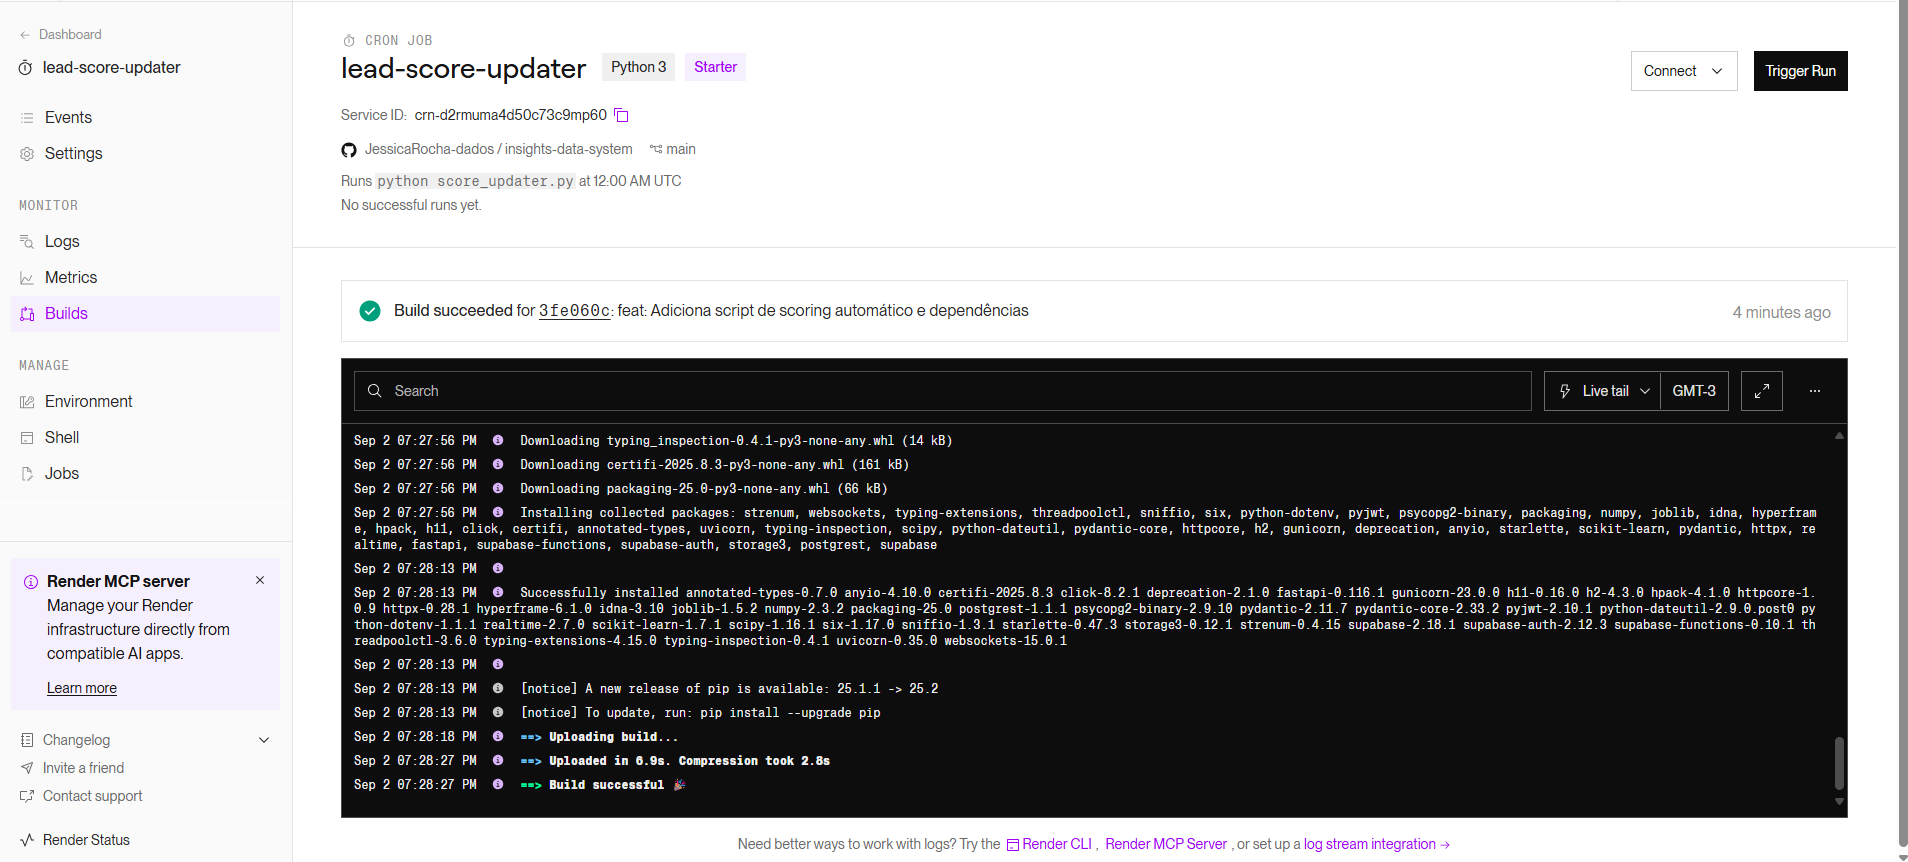 ← Dashboard
lead-score-updater
Events
Settings
MONITOR
Logs
Metrics
Builds
MANAGE
Environment
Shell
Jobs
Render MCP server
Manage your Render
infrastructure directly from
compatible AI apps.
Learn more
Changelog
Invite a friend
Contact support
Render Status
CRON JOB
lead-score-updater Python 3 Starter
Connect
Trigger Run
Service ID: crn-d2rmuma4d50c73c9mp60
JessicaRocha-dados / insights-data-system main
Runs python score_updater.py at 12:00 AM UTC
No successful runs yet.
Build succeeded for 3fe060c: feat: Adiciona script de scoring automático e dependências
4 minutes ago
Search
Live tail
GMT-3
...
Sep 2 07:27:56 PM Downloading typing_inspection-0.4.1-py3-none-any.whl (14 kB)
Sep 2 07:27:56 PM Downloading certifi-2025.8.3-py3-none-any.whl (161 kB)
Sep 2 07:27:56 PM Downloading packaging-25.0-py3-none-any.whl (66 kB)
Sep 2 07:27:56 PM Installing collected packages: strenum, websockets, typing-extensions, threadpoolctl, sniffio, six, python-dotenv, pyjwt, psycopg2-binary, packaging, numpy, joblib, idna, hyperfram
e, hpack, h11, click, certifi, annotated-types, uvicorn, typing-inspection, scipy, python-dateutil, pydantic-core, httpcore, h2, gunicorn, deprecation, anyio, starlette, scikit-learn, pydantic, httpx, re
altime, fastapi, supabase-functions, supabase-auth, storage3, postgrest, supabase
Sep 2 07:28:13 PM
Sep 2 07:28:13 PM Successfully installed annotated-types-0.7.0 anyio-4.10.0 certifi-2025.8.3 click-8.2.1 deprecation-2.1.0 fastapi-0.116.1 gunicorn-23.0.0 h11-0.16.0 h2-4.3.0 hpack-4.1.0 httpcore-1.
0.9 httpx-0.28.1 hyperframe-6.1.0 idna-3.10 joblib-1.5.2 numpy-2.3.2 packaging-25.0 postgrest-1.1.1 psycopg2-binary-2.9.10 pydantic-2.11.7 pydantic-core-2.33.2 pyjwt-2.10.1 python-dateutil-2.9.0.post0 py
thon-dotenv-1.1.1 realtime-2.7.0 scikit-learn-1.7.1 scipy-1.16.1 six-1.17.0 sniffio-1.3.1 starlette-0.47.3 storage3-0.12.1 strenum-0.4.15 supabase-2.18.1 supabase-auth-2.12.3 supabase-functions-0.10.1 th
readpoolctl-3.6.0 typing-extensions-4.15.0 typing-inspection-0.4.1 uvicorn-0.35.0 websockets-15.0.1
Sep 2 07:28:13 PM
Sep 2 07:28:13 PM [notice] A new release of pip is available: 25.1.1 -> 25.2
Sep 2 07:28:13 PM [notice] To update, run: pip install --upgrade pip
Sep 2 07:28:18 PM ==> Uploading build...
Sep 2 07:28:27 PM ==> Uploaded in 6.9s. Compression took 2.8s
Sep 2 07:28:27 PM ==> Build successful 🎉
Need better ways to work with logs? Try the Render CLI , Render MCP Server , or set up a log stream integration →